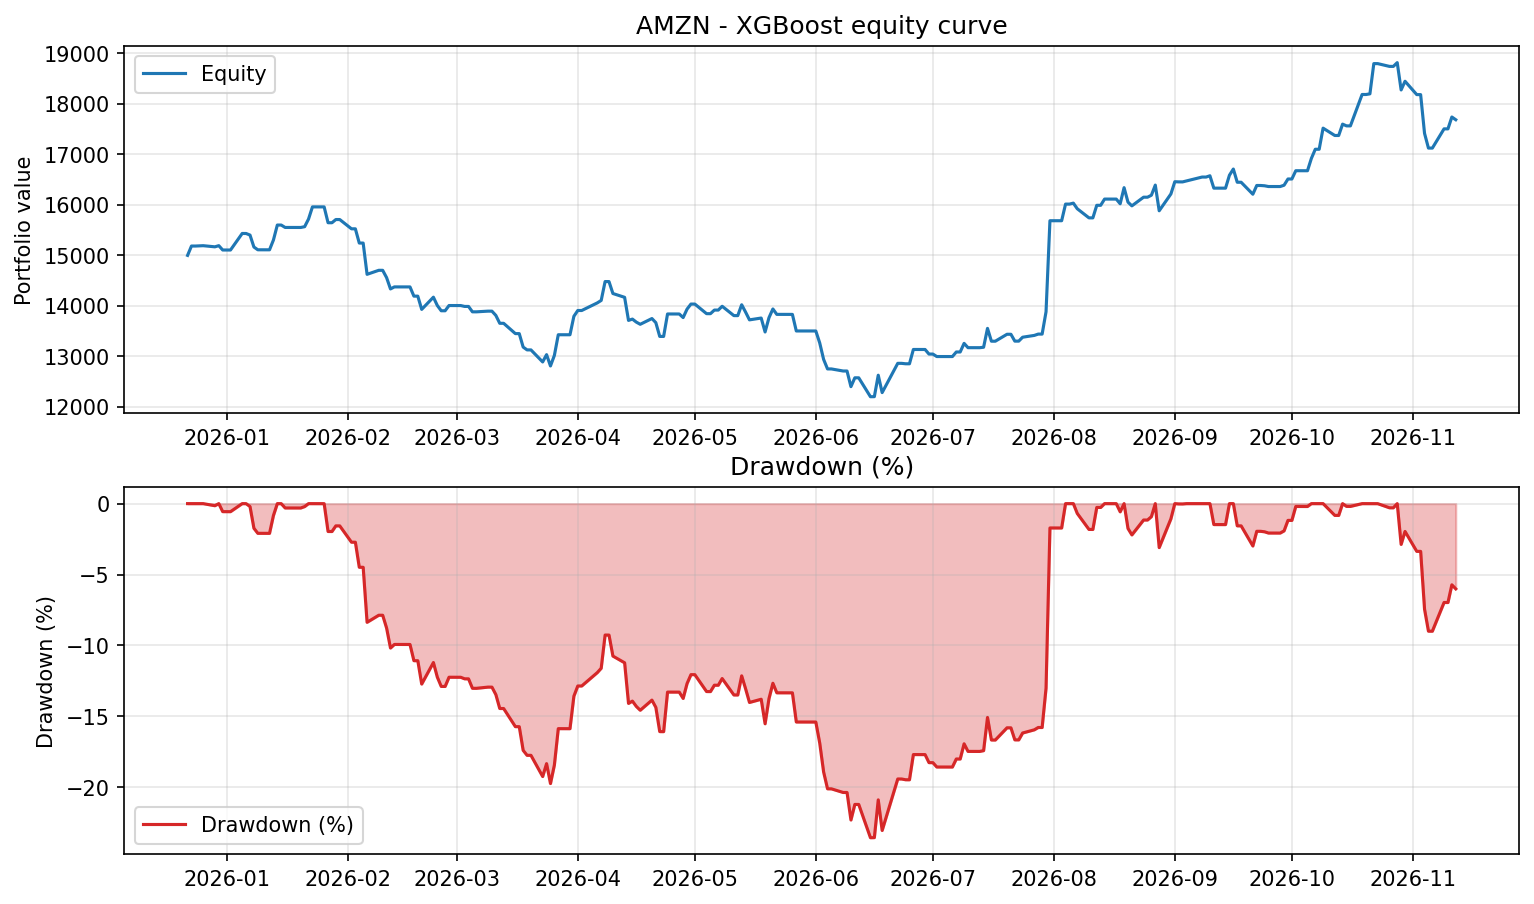 AMZN - XGBoost equity curve
Equity
Portfolio value
19000
18000
17000
16000
15000
14000
13000
12000
2026-01 2026-02 2026-03 2026-04 2026-05 2026-06 2026-07 2026-08 2026-09 2026-10 2026-11
Drawdown (%)
Drawdown (%)
0
−5
−10
−15
−20
Drawdown (%)
2026-01 2026-02 2026-03 2026-04 2026-05 2026-06 2026-07 2026-08 2026-09 2026-10 2026-11